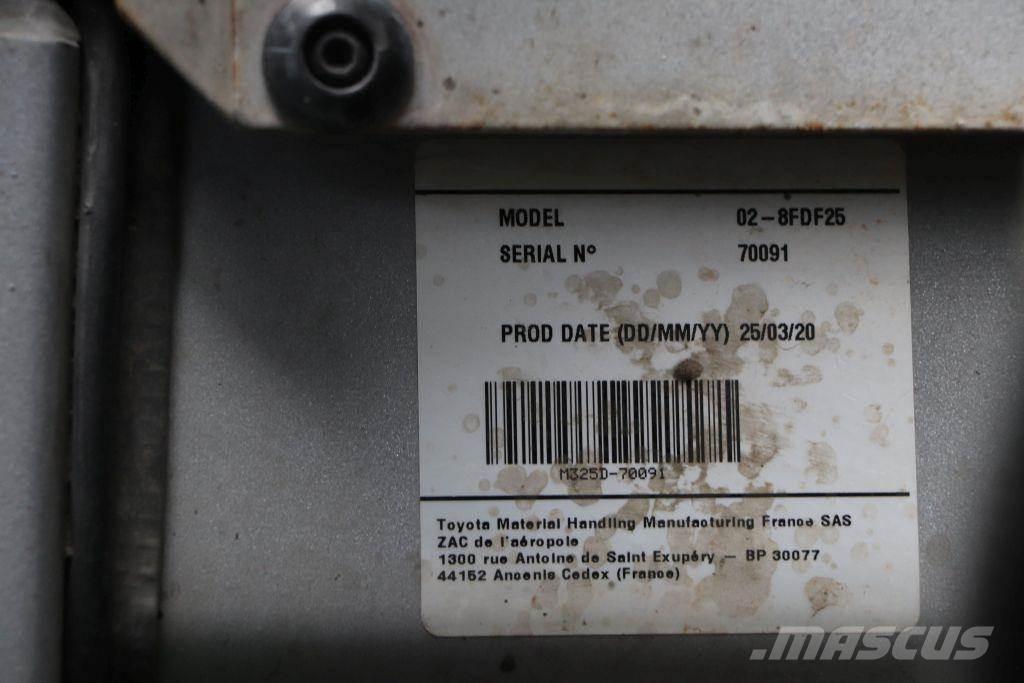 MODEL 02-8FDF25
SERIAL N° 70091
PROD DATE (DD/MM/YY) 25/03/20
M325D-70091
Toyota Material Handling Manufacturing France SAS
ZAC de l'aéropole
1300 rue Antoine de Saint Exupéry – BP 30077
44152 Ancenis Cedex (France)
MASCUS